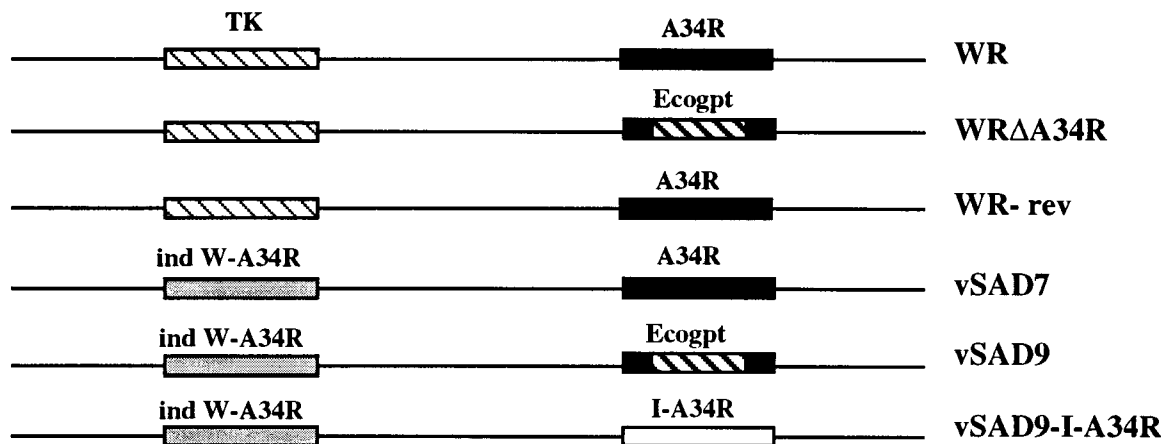 TK A34R WR
Ecogpt WRΔA34R
A34R WR- rev
ind W-A34R A34R vSAD7
ind W-A34R Ecogpt vSAD9
ind W-A34R I-A34R vSAD9-I-A34R